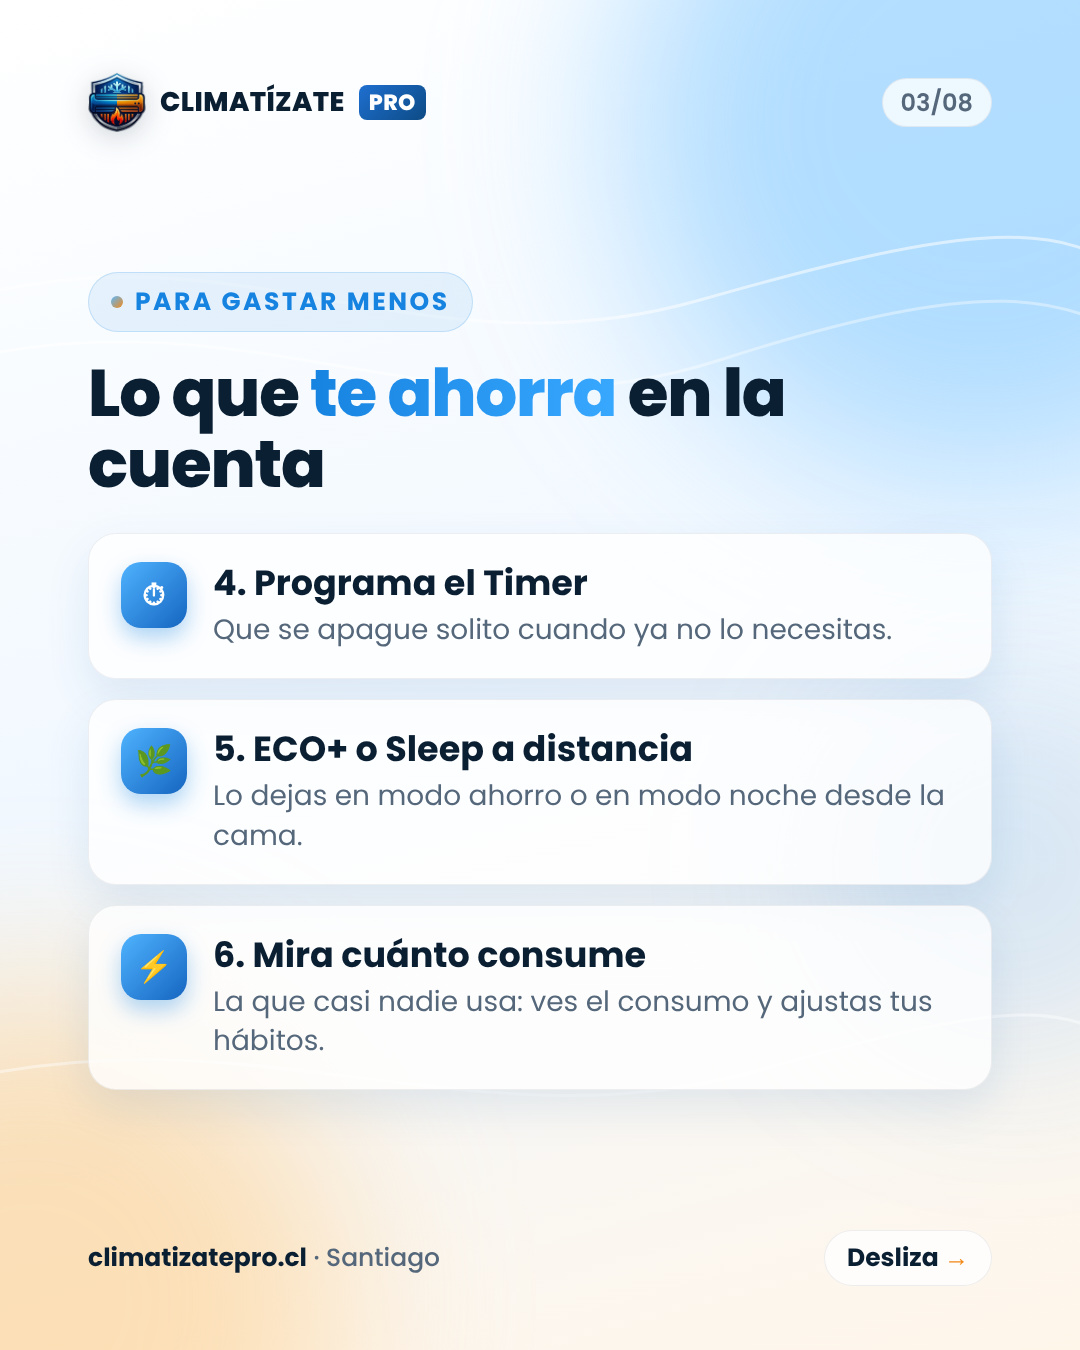 CLIMATÍZATE PRO
03/08
PARA GASTAR MENOS
Lo que te ahorra en la
cuenta
4. Programa el Timer
Que se apague solito cuando ya no lo necesitas.
5. ECO+ o Sleep a distancia
Lo dejas en modo ahorro o en modo noche desde la
cama.
6. Mira cuánto consume
La que casi nadie usa: ves el consumo y ajustas tus
hábitos.
climatizatepro.cl · Santiago
Desliza →